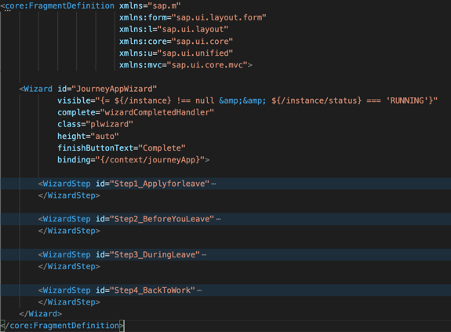 <core:FragmentDefinition xmlns="sap.m"
xmlns:form="sap.ui.layout.form"
xmlns:l="sap.ui.layout"
xmlns:core="sap.ui.core"
xmlns:u="sap.ui.unified"
xmlns:mvc="sap.ui.core.mvc">
<Wizard id="JourneyAppWizard"
visible="{= ${/instance} !== null &amp;&amp; ${/instance/status} === 'RUNNING'}"
complete="wizardCompletedHandler"
class="plwizard"
height="auto"
finishButtonText="Complete"
binding="{/context/journeyApp}">
<WizardStep id="Step1_Applyforleave"⋯
</WizardStep>
<WizardStep id="Step2_BeforeYouLeave"⋯
</WizardStep>
<WizardStep id="Step3_DuringLeave"⋯
</WizardStep>
<WizardStep id="Step4_BackToWork"⋯
</WizardStep>
</Wizard>
</core:FragmentDefinition>